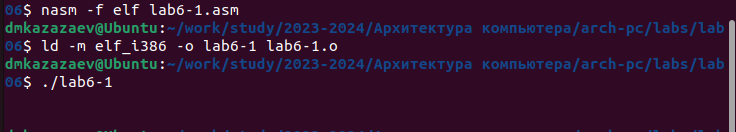 06$ nasm -f elf lab6-1.asm
dmkazazaev@Ubuntu:~/work/study/2023-2024/Архитектура компьютера/arch-pc/labs/lab
06$ ld -m elf_i386 -o lab6-1 lab6-1.o
dmkazazaev@Ubuntu:~/work/study/2023-2024/Архитектура компьютера/arch-pc/labs/lab
06$ ./lab6-1